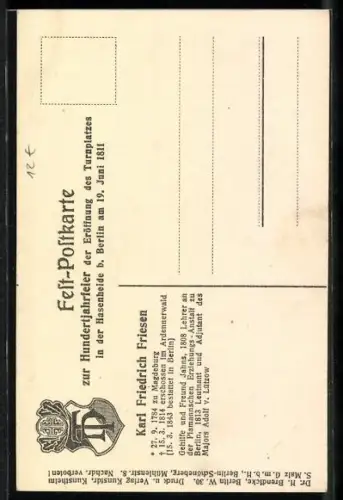 Fest-Postkarte
zur Hundertjahrfeier der Eröffnung des Turnplatzes
in der Hasenheide b. Berlin am 19. Juni 1811
12 €
Karl Friedrich Friesen
* 27. 9. 1784 zu Magdeburg
† 15. 3. 1814 erschossen im Ardennerwald
[15. 3. 1843 bestattet in Berlin]
Gehilfe und Freund Jahns, 1808 Lehrer an
der Plamannschen Erziehungs-Anstalt zu
Berlin, 1813 Leutnant und Adjutant des
Majors Adolf v. Lützow
Dr. H. Brendicke, Berlin W. 30. Druck u. Verlag Kunstdr. u. Kunstheim
S. Malz G. m. b. H., Berlin-Schöneberg, Mühlenstr. 8. Nachdr. verboten